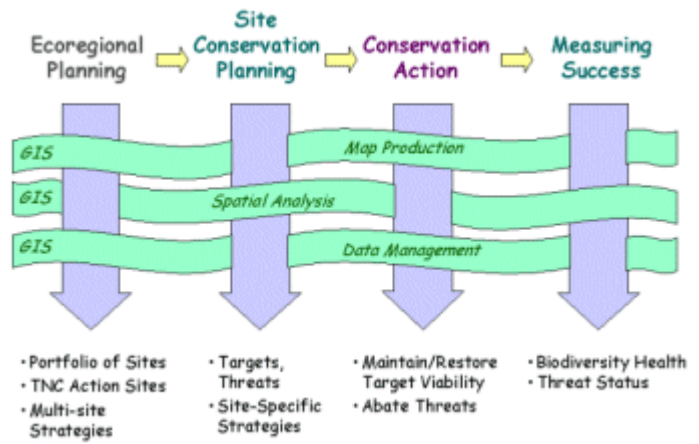 Ecoregional
Planning
Site
Conservation
Planning
Conservation
Action
Measuring
Success
GIS
Map Production
GIS
Spatial Analysis
GIS
Data Management
• Portfolio of Sites
• TNC Action Sites
• Multi-site
Strategies
• Targets,
Threats
• Site-Specific
Strategies
• Maintain/Restore
Target Viability
• Abate Threats
• Biodiversity Health
• Threat Status